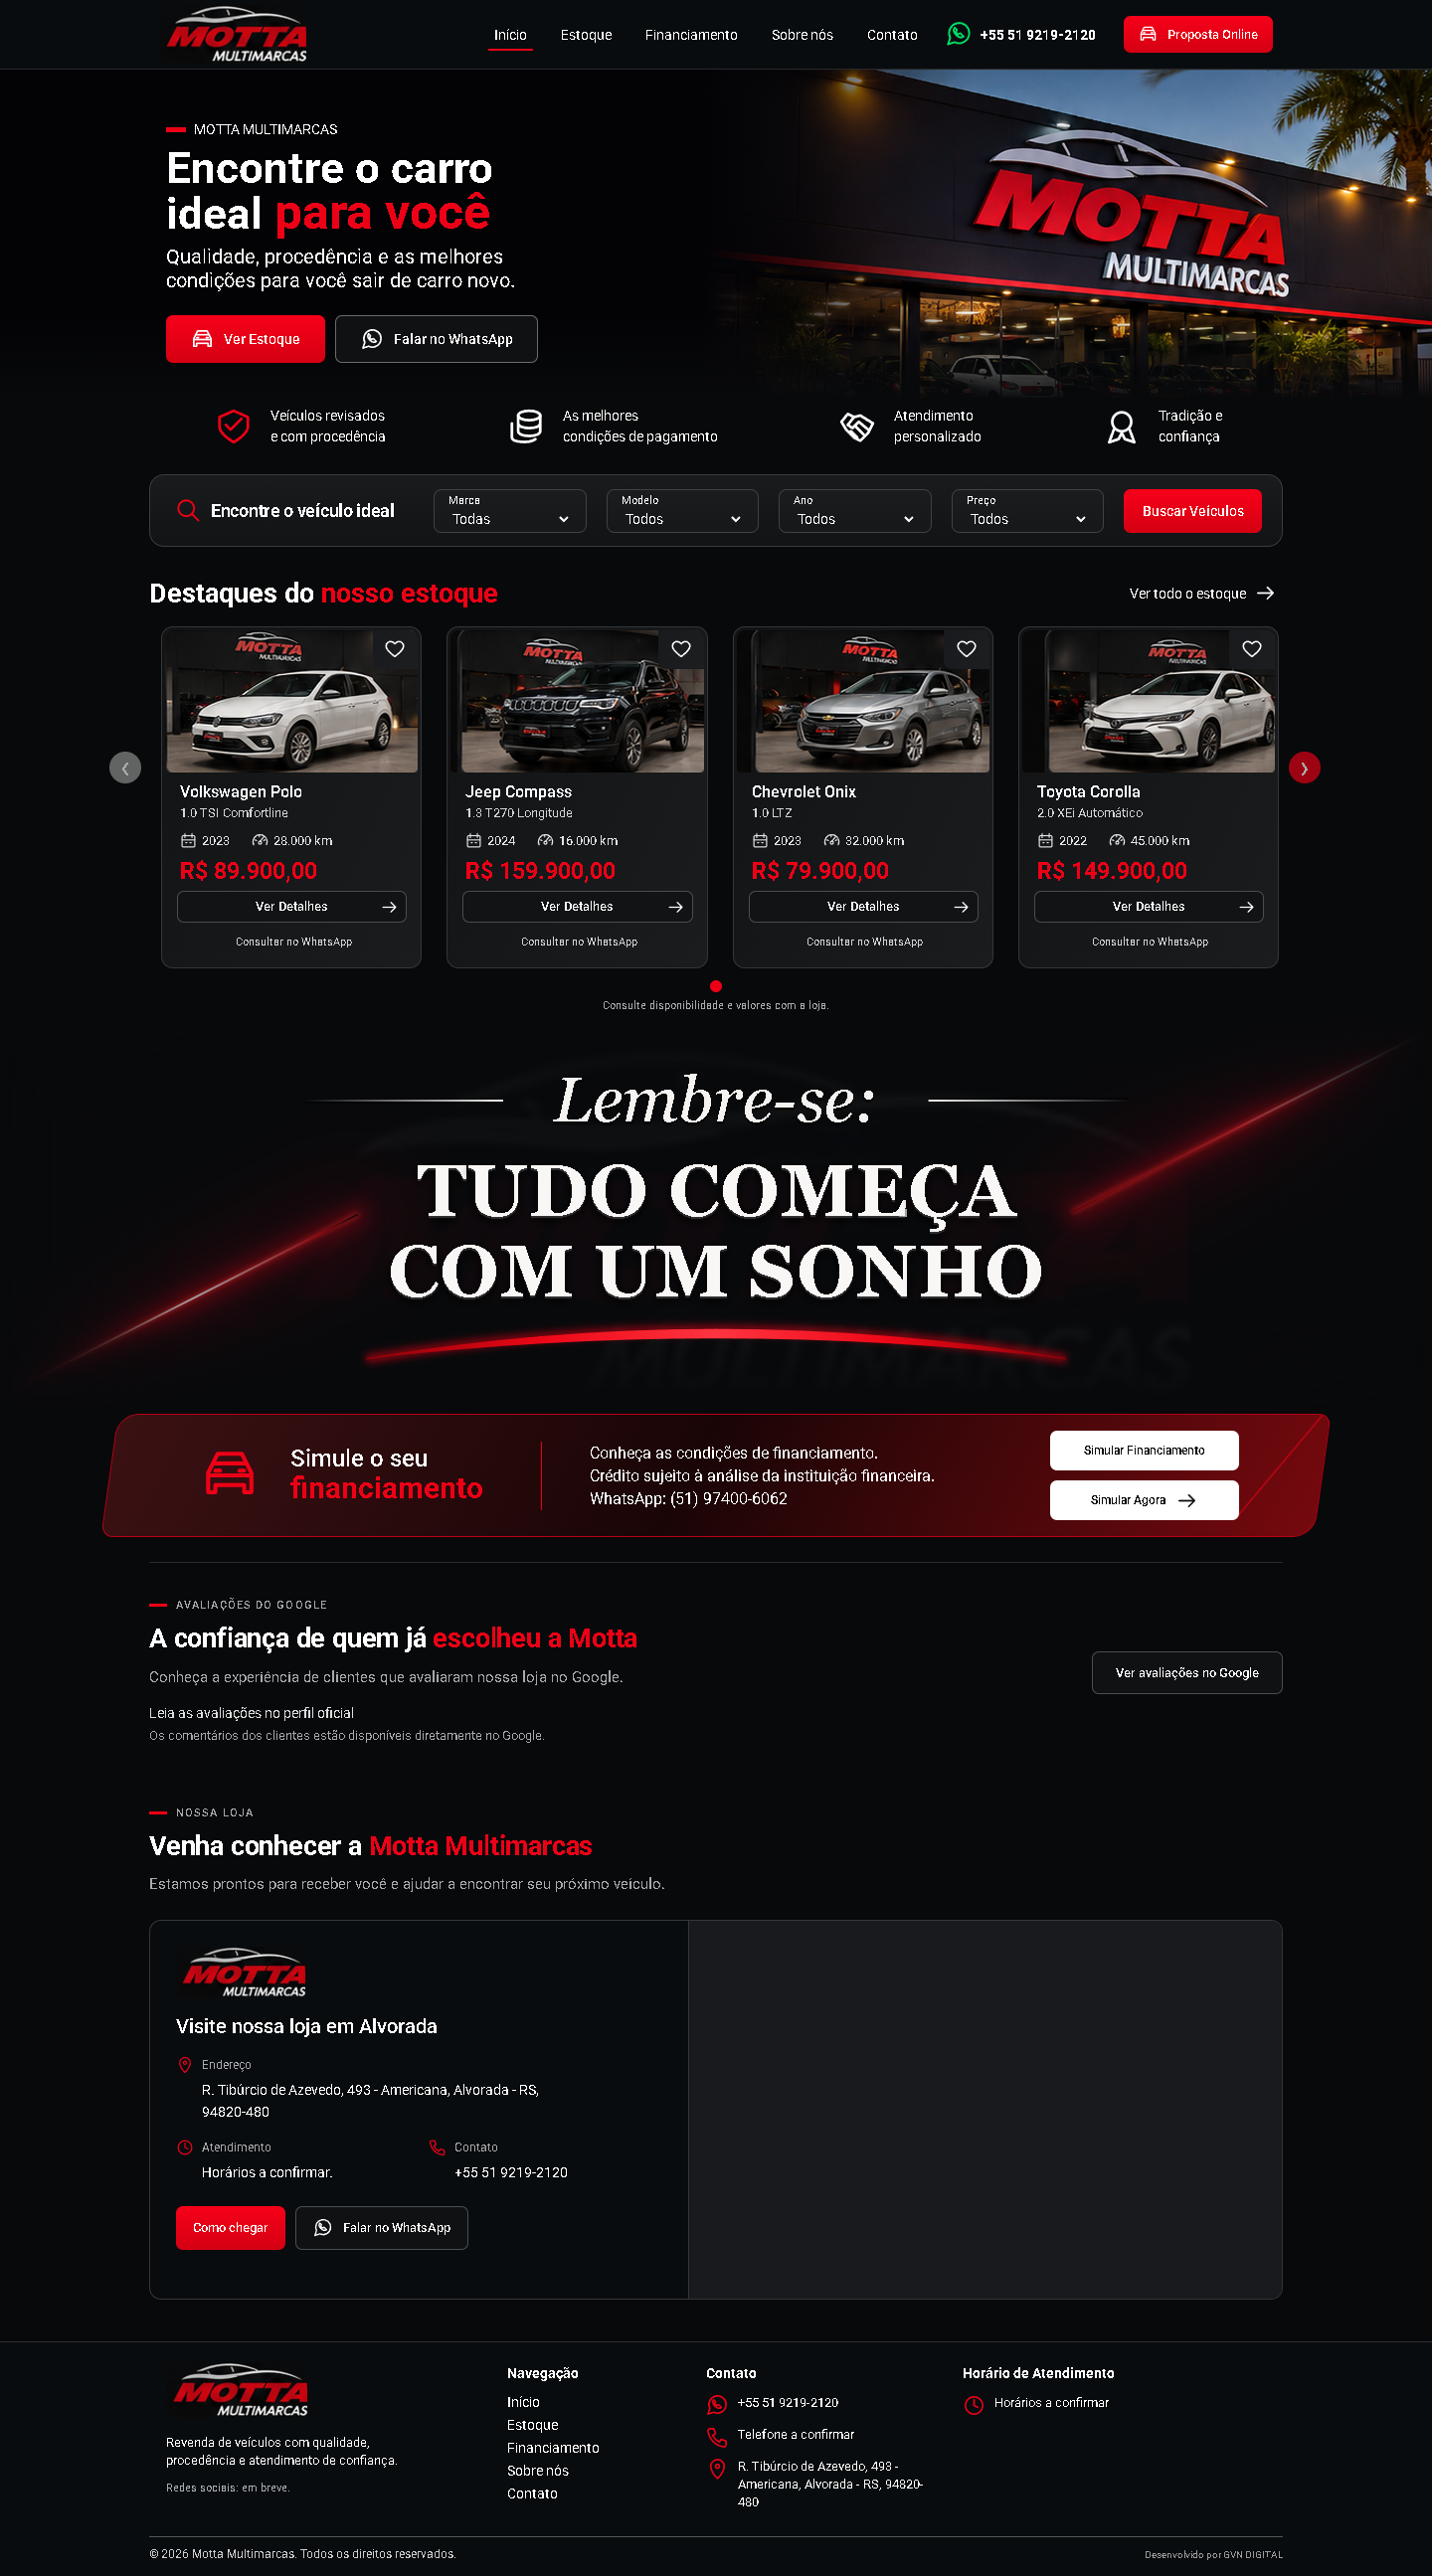 MOTTA
MULTIMARCAS
Início
Estoque
Financiamento
Sobre nós
Contato
+55 51 9219-2120
Proposta Online
MOTTA MULTIMARCAS
Encontre o carro
ideal para você
Qualidade, procedência e as melhores
condições para você sair de carro novo.
Ver Estoque
Falar no WhatsApp
MOTTA
MULTIMARCAS
Veículos revisados
e com procedência
As melhores
condições de pagamento
Atendimento
personalizado
Tradição e
confiança
Encontre o veículo ideal
Marca
Todas
Modelo
Todos
Ano
Todos
Preço
Todos
Buscar Veículos
Destaques do nosso estoque
Ver todo o estoque
MOTTA
MULTIMARCAS
Volkswagen Polo
1.0 TSI Comfortline
2023
28.000 km
R$ 89.900,00
Ver Detalhes
Consultar no WhatsApp
MOTTA
MULTIMARCAS
Jeep Compass
1.3 T270 Longitude
2024
16.000 km
R$ 159.900,00
Ver Detalhes
Consultar no WhatsApp
MOTTA
MULTIMARCAS
Chevrolet Onix
1.0 LTZ
2023
32.000 km
R$ 79.900,00
Ver Detalhes
Consultar no WhatsApp
MOTTA
MULTIMARCAS
Toyota Corolla
2.0 XEi Automático
2022
45.000 km
R$ 149.900,00
Ver Detalhes
Consultar no WhatsApp
Consulte disponibilidade e valores com a loja.
Lembre-se:
TUDO COMEÇA
COM UM SONHO
MULTIMARCAS
Simule o seu
financiamento
Conheça as condições de financiamento.
Crédito sujeito à análise da instituição financeira.
WhatsApp: (51) 97400-6062
Simular Financiamento
Simular Agora
AVALIAÇÕES DO GOOGLE
A confiança de quem já escolheu a Motta
Conheça a experiência de clientes que avaliaram nossa loja no Google.
Leia as avaliações no perfil oficial
Os comentários dos clientes estão disponíveis diretamente no Google.
Ver avaliações no Google
NOSSA LOJA
Venha conhecer a Motta Multimarcas
Estamos prontos para receber você e ajudar a encontrar seu próximo veículo.
MOTTA
MULTIMARCAS
Visite nossa loja em Alvorada
Endereço
R. Tibúrcio de Azevedo, 493 - Americana, Alvorada - RS,
94820-480
Atendimento
Horários a confirmar.
Contato
+55 51 9219-2120
Como chegar
Falar no WhatsApp
MOTTA
MULTIMARCAS
Revenda de veículos com qualidade,
procedência e atendimento de confiança.
Redes sociais: em breve.
Navegação
Início
Estoque
Financiamento
Sobre nós
Contato
Contato
+55 51 9219-2120
Telefone a confirmar
R. Tibúrcio de Azevedo, 493 -
Americana, Alvorada - RS, 94820-
480
Horário de Atendimento
Horários a confirmar
© 2026 Motta Multimarcas. Todos os direitos reservados.
Desenvolvido por GVN DIGITAL